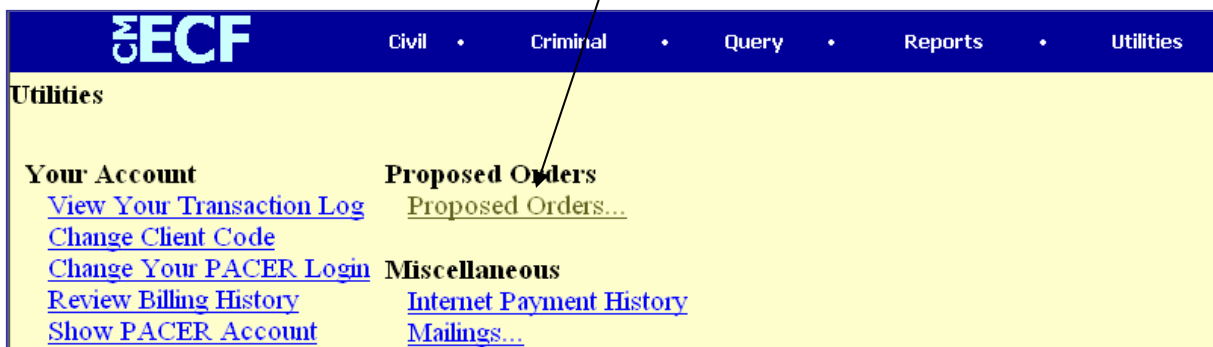 CM ECF Civil • Criminal • Query • Reports • Utilities
Utilities
Your Account
View Your Transaction Log
Change Client Code
Change Your PACER Login
Review Billing History
Show PACER Account
Proposed Orders
Proposed Orders...
Miscellaneous
Internet Payment History
Mailings...